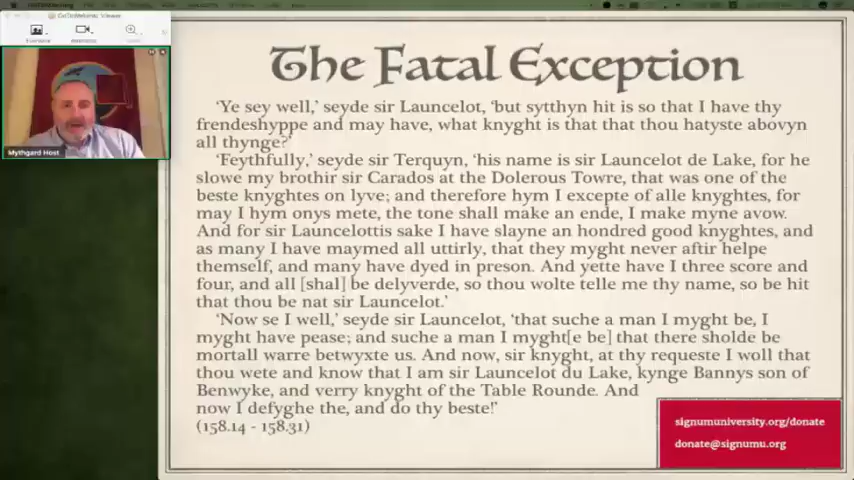 GoToWebinar Viewer
Mythgard Host
The Fatal Exception
'Ye sey well,' seyde sir Launcelot, 'but sytthyn hit is so that I have thy
frendeshyppe and may have, what knyght is that that thou hatyste abovyn
all thynge?'
'Feythfully,' seyde sir Terquyn, 'his name is sir Launcelot de Lake, for he
slowe my brothir sir Carados at the Dolerous Towre, that was one of the
beste knyghtes on lyve; and therefore hym I excepte of alle knyghtes, for
may I hym onys mete, the tone shall make an ende, I make myne avow.
And for sir Launcelottis sake I have slayne an hondred good knyghtes, and
as many I have maymed all uttirly, that they myght never aftir helpe
themself, and many have dyed in preson. And yette have I three score and
four, and all [shal] be delyverde, so thou wolte telle me thy name, so be hit
that thou be nat sir Launcelot.'
'Now se I well,' seyde sir Launcelot, 'that suche a man I myght be, I
myght have pease; and suche a man I myght[e be] that there sholde be
mortall warre betwyxte us. And now, sir knyght, at thy requeste I woll that
thou wete and know that I am sir Launcelot du Lake, kynge Bannys son of
Benwyke, and verry knyght of the Table Rounde. And
now I defyghe the, and do thy beste!'
(158.14 - 158.31)
signumuniversity.org/donate
donate@signumu.org